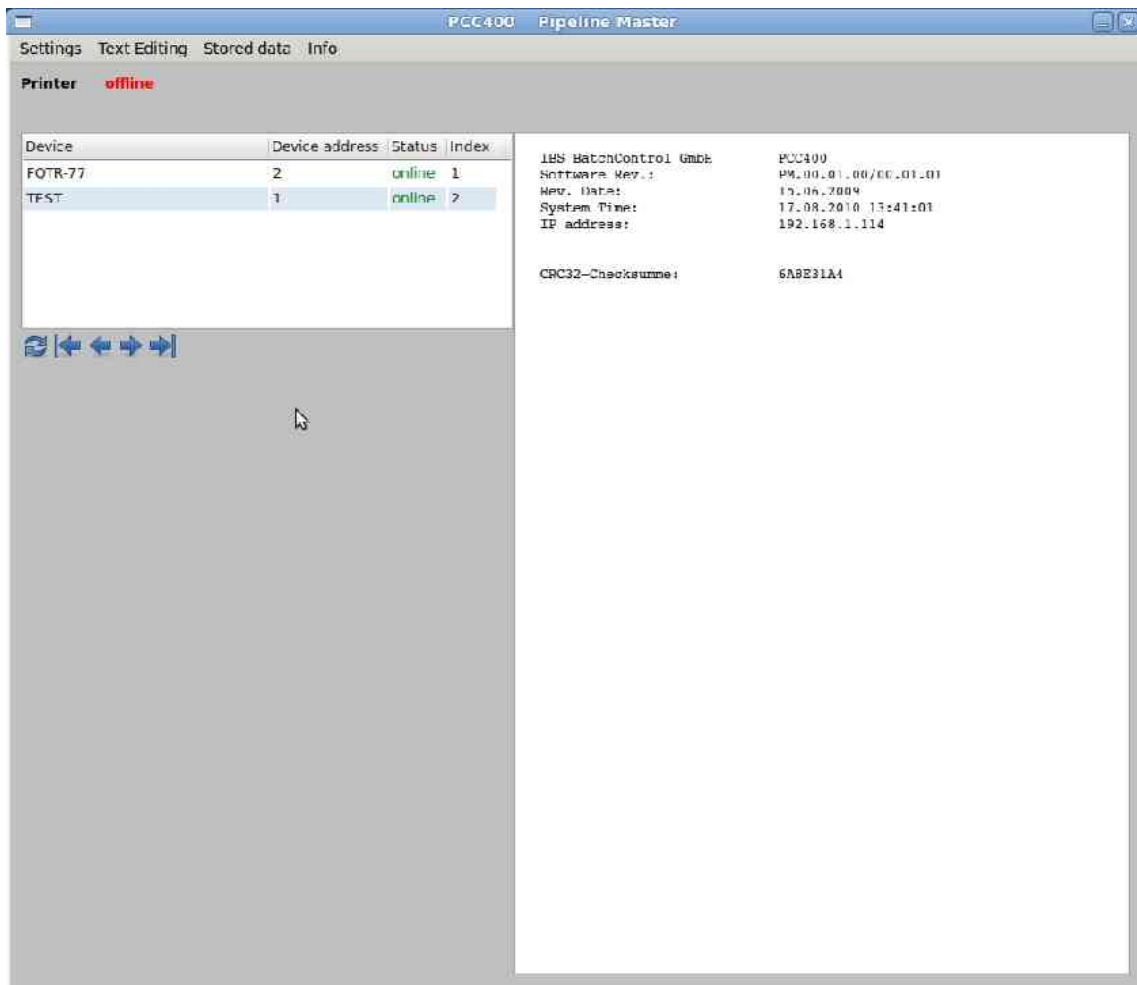 PCC400 Pipeline Master
Settings Text Editing Stored data Info
Printer offline
Device Device address Status Index
FOTR-77 2 online 1
TEST 1 online 2
IBS BatchControl GmbH PCC400
Software Rev.: PM.00.01.00/00.01.01
Rev. Date: 15.06.2009
System Time: 17.08.2010 13:41:01
IP address: 192.168.1.114
CRC32-Checksumme: 6A8E31A4